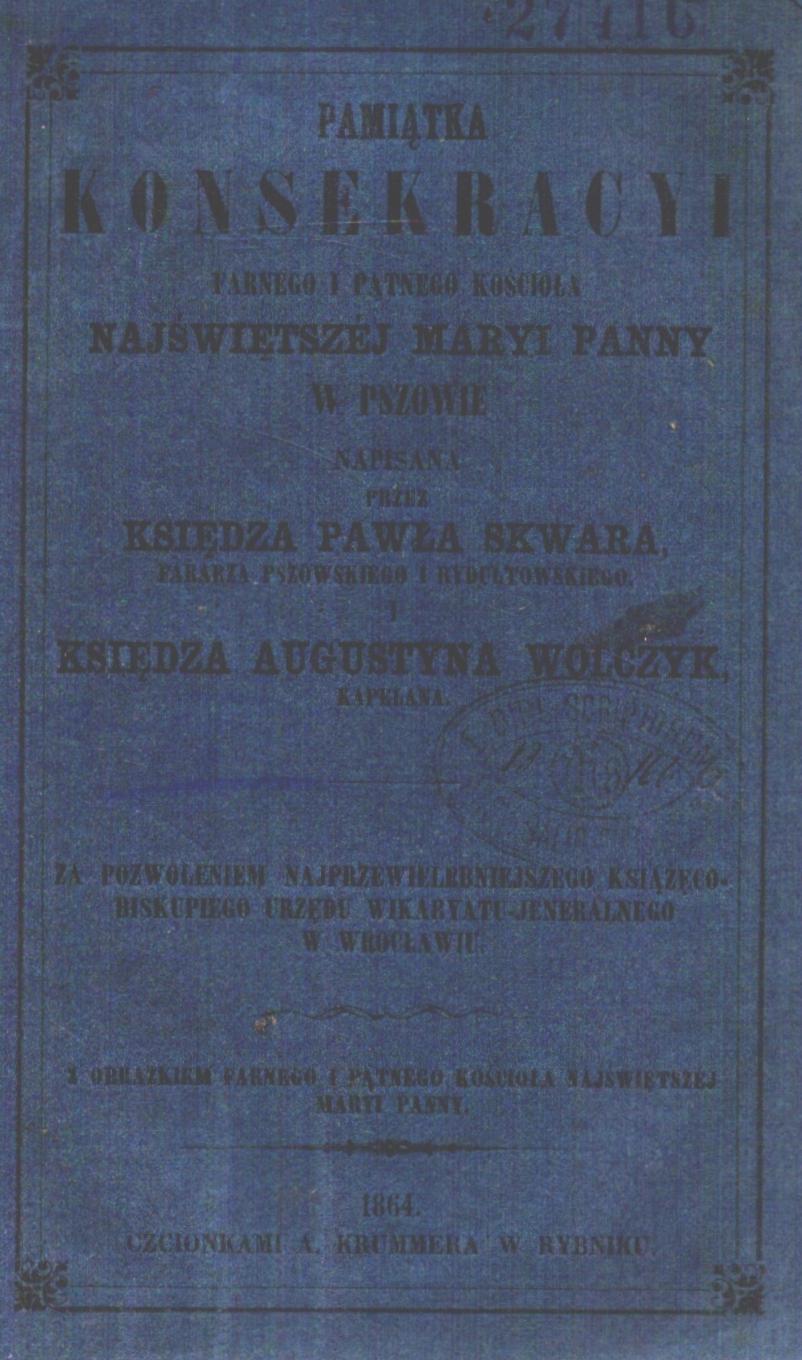 PAMIĄTKA
KONSEKRACYI
FARNEGO I PĄTNEGO KOŚCIOŁA
NAJŚWIĘTSZÉJ MARYI PANNY
W PSZOWIE
NAPISANA
PRZEZ
KSIĘDZA PAWŁA SKWARA,
FARARZA PSZOWSKIEGO I RYDUŁTOWSKIEGO,
I
KSIĘDZA AUGUSTYNA WOLCZYK,
KAPELANA.
ZA POZWOLENIEM NAJPRZEWIELEBNIEJSZEGO KSIĄŻĘCO-
BISKUPIEGO URZĘDU WIKARYATU-JENERALNEGO
W WROCŁAWIU.
Z OBRAZKIEM FARNEGO I PĄTNEGO KOŚCIOŁA NAJŚWIĘTSZEJ
MARYI PANNY.
1864.
CZCIONKAMI A. KRUMMERA W RYBNIKU.